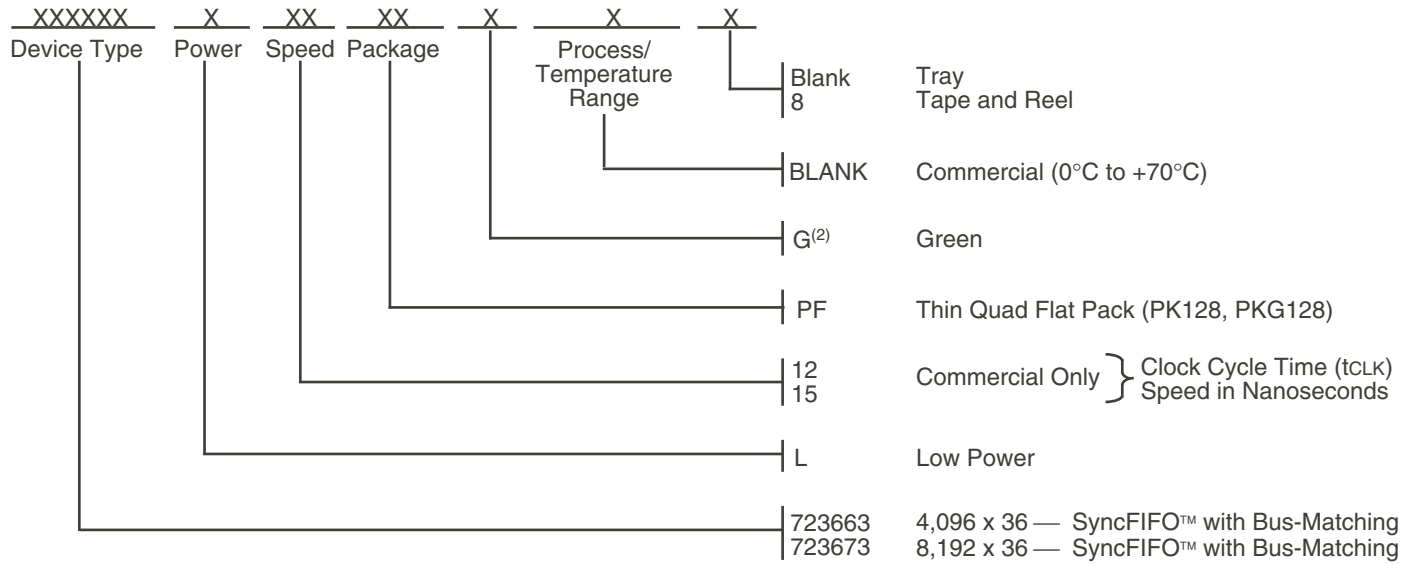 XXXXXX X XX XX X X X
Device Type Power Speed Package Process/
Temperature
Range
Blank Tray
8 Tape and Reel
BLANK Commercial (0°C to +70°C)
G(2) Green
PF Thin Quad Flat Pack (PK128, PKG128)
12
15
Commercial Only } Clock Cycle Time (tCLK)
Speed in Nanoseconds
L Low Power
723663 4,096 x 36 — SyncFIFO™ with Bus-Matching
723673 8,192 x 36 — SyncFIFO™ with Bus-Matching